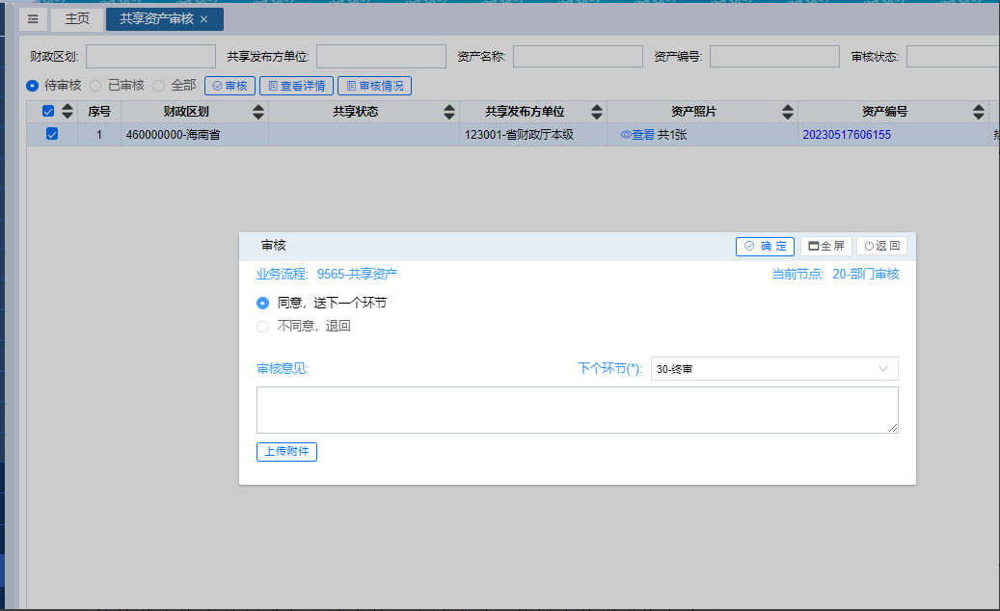 主页 共享资产审核 ×
财政区划: 共享发布方单位: 资产名称: 资产编号: 审核状态:
待审核 已审核 全部 审核 查看详情 审核情况
序号 财政区划 共享状态 共享发布方单位 资产照片 资产编号
1 460000000-海南省 123001-省财政厅本级 查看 共1张 20230517606155
审核 确 定 全 屏 返 回
业务流程: 9565-共享资产 当前节点: 20-部门审核
同意，送下一个环节
不同意，退回
审核意见: 下个环节(*): 30-终审
上传附件